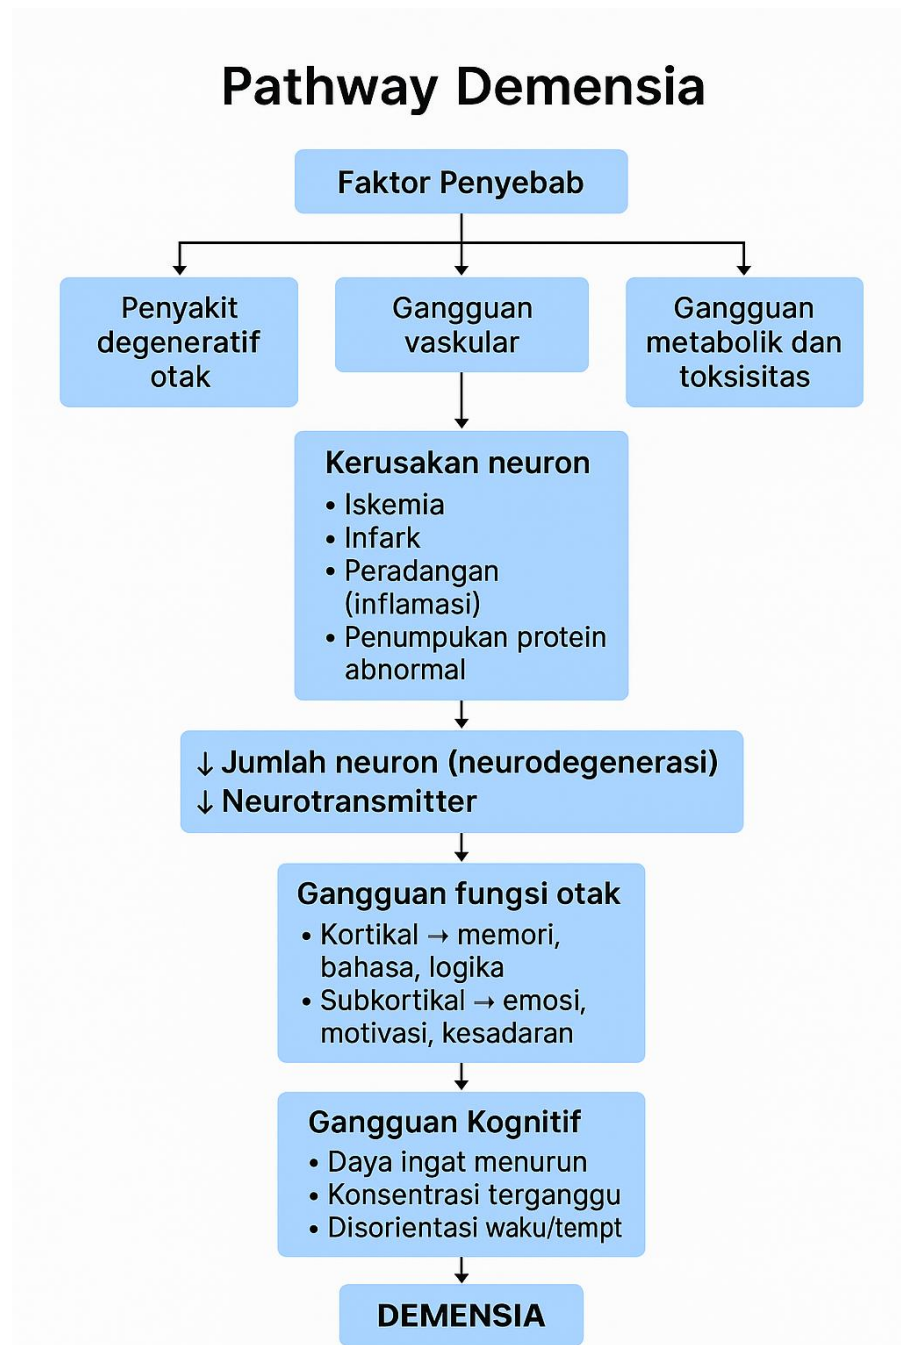 Pathway Demensia
Faktor Penyebab
Penyakit
degeneratif
otak
Gangguan
vaskular
Gangguan
metabolik dan
toksisitas
Kerusakan neuron
• Iskemia
• Infark
• Peradangan
(inflamasi)
• Penumpukan protein
abnormal
↓ Jumlah neuron (neurodegenerasi)
↓ Neurotransmitter
Gangguan fungsi otak
• Kortikal → memori,
bahasa, logika
• Subkortikal → emosi,
motivasi, kesadaran
Gangguan Kognitif
• Daya ingat menurun
• Konsentrasi terganggu
• Disorientasi waku/tempt
DEMENSIA